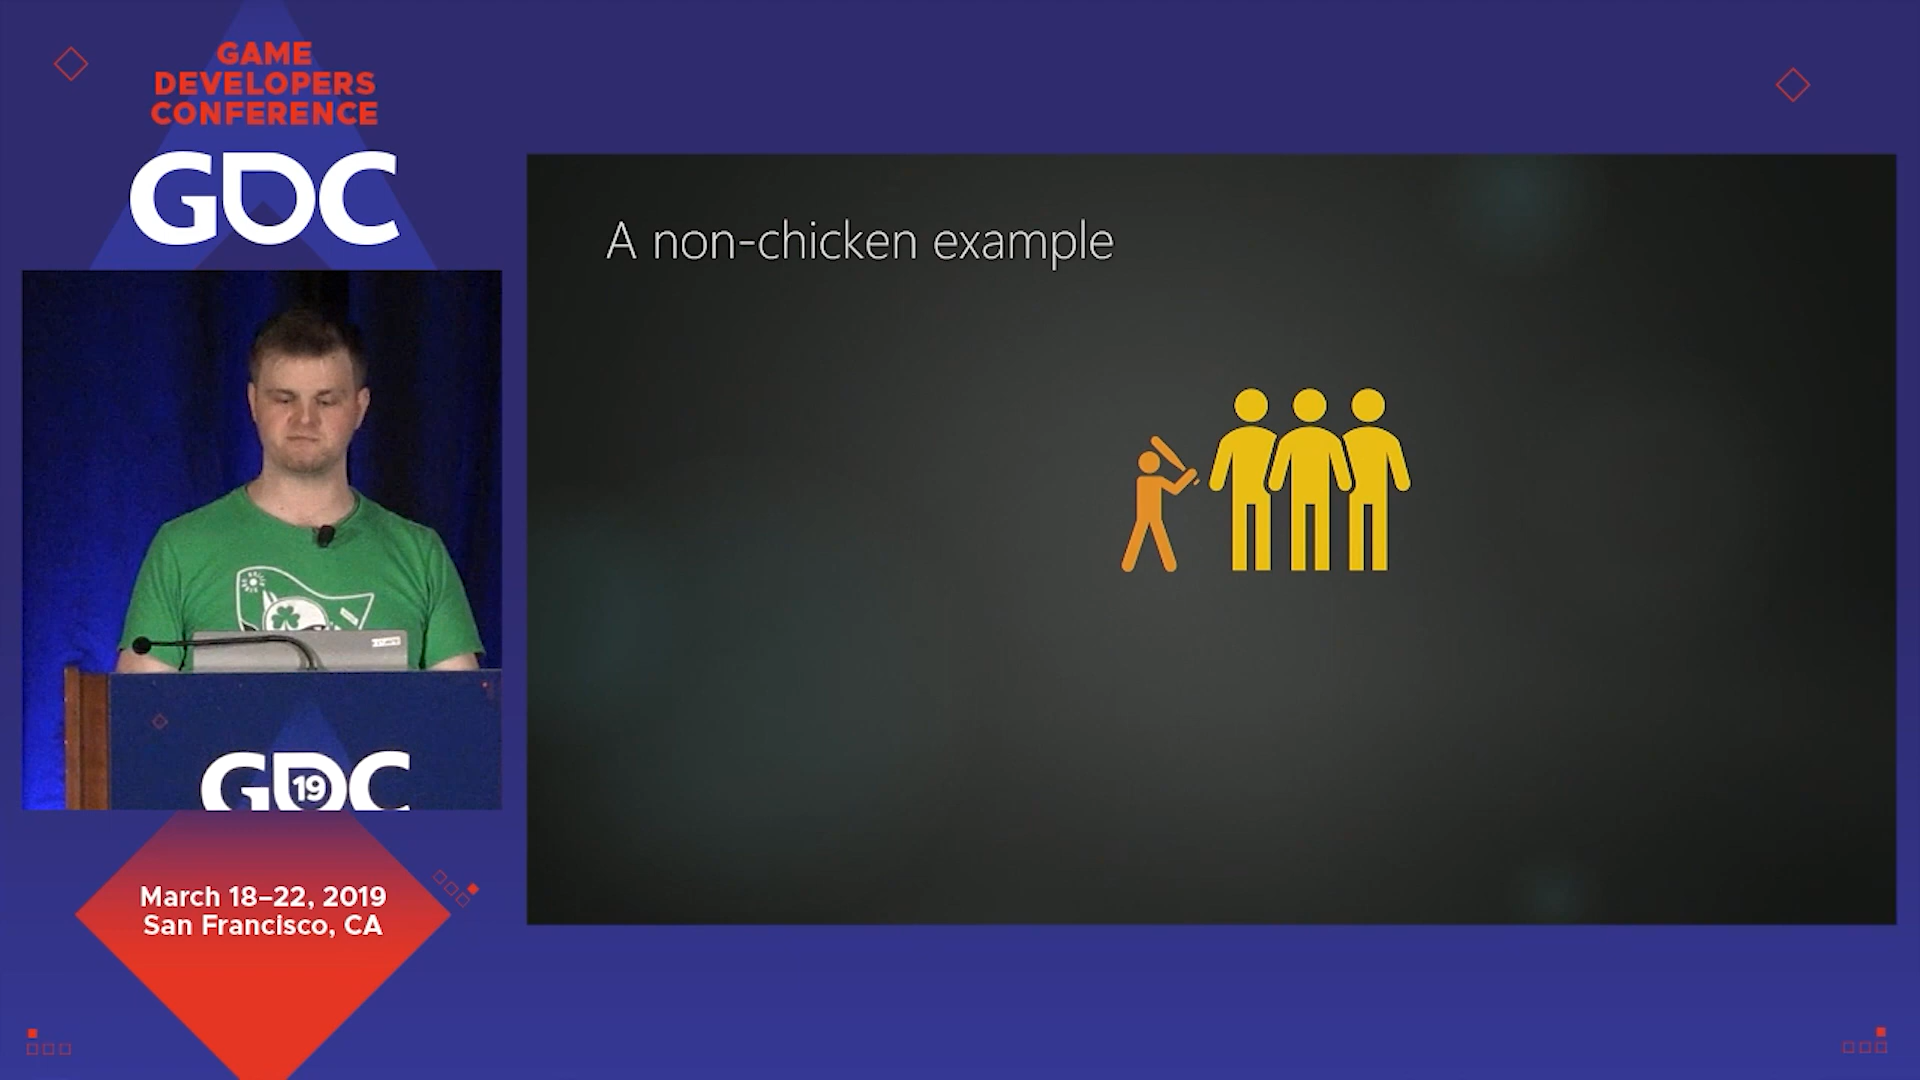 GAME
DEVELOPERS
CONFERENCE
GDC
A non-chicken example
GDC
19
March 18–22, 2019
San Francisco, CA